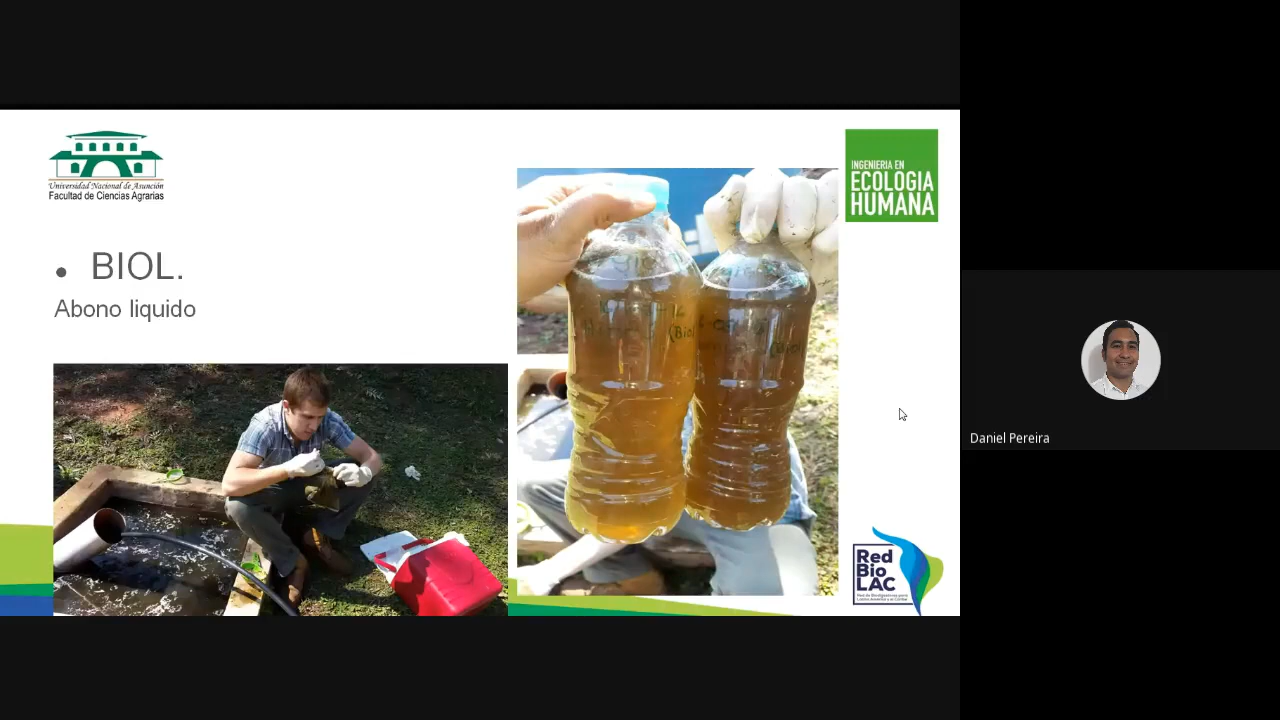 Universidad Nacional de Asunción
Facultad de Ciencias Agrarias
INGENIERIA EN
ECOLOGIA
HUMANA
• BIOL.
Abono liquido
(Biol
Red
Bio
LAC
Daniel Pereira